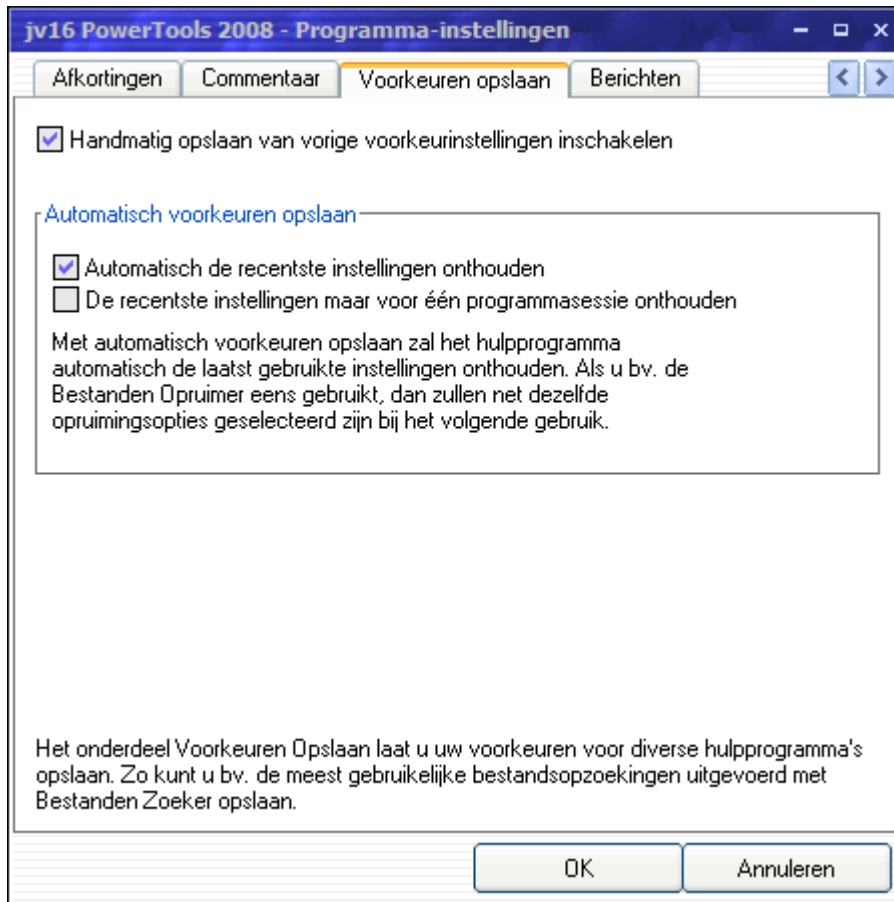 jv16 PowerTools 2008 - Programma-instellingen
Afkortingen
Commentaar
Voorkeuren opslaan
Berichten
Handmatig opslaan van vorige voorkeurinstellingen inschakelen
Automatisch voorkeuren opslaan
Automatisch de recentste instellingen onthouden
De recentste instellingen maar voor één programmasessie onthouden
Met automatisch voorkeuren opslaan zal het hulpprogramma
automatisch de laatst gebruikte instellingen onthouden. Als u bv. de
Bestanden Opruimer eens gebruikt, dan zullen net dezelfde
opruimingsopties geselecteerd zijn bij het volgende gebruik.
Het onderdeel Voorkeuren Opslaan laat u uw voorkeuren voor diverse hulpprogramma's
opslaan. Zo kunt u bv. de meest gebruikelijke bestandsopzoekingen uitgevoerd met
Bestanden Zoeker opslaan.
OK
Annuleren